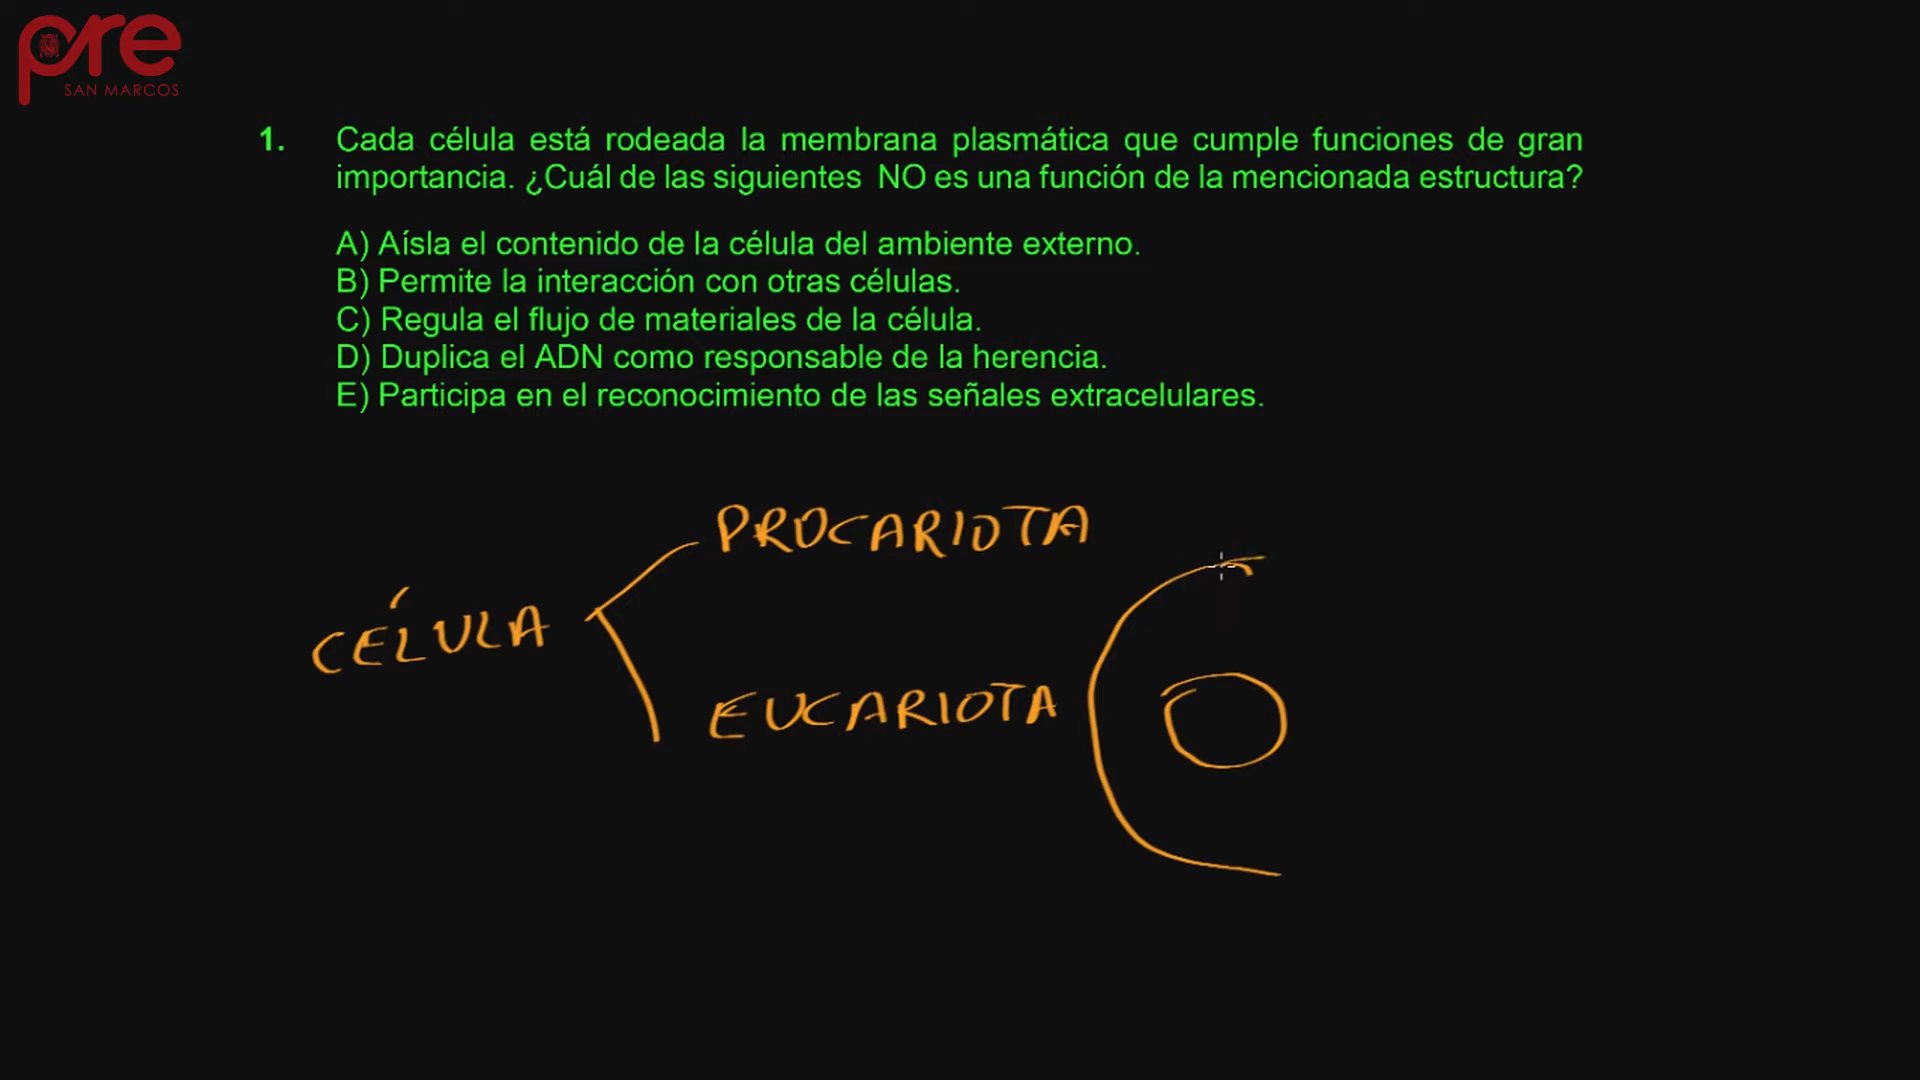 pre
SAN MARCOS
1. Cada célula está rodeada la membrana plasmática que cumple funciones de gran
importancia. ¿Cuál de las siguientes NO es una función de la mencionada estructura?
A) Aísla el contenido de la célula del ambiente externo.
B) Permite la interacción con otras células.
C) Regula el flujo de materiales de la célula.
D) Duplica el ADN como responsable de la herencia.
E) Participa en el reconocimiento de las señales extracelulares.
PROCARIOTA
CÉLULA
EUCARIOTA